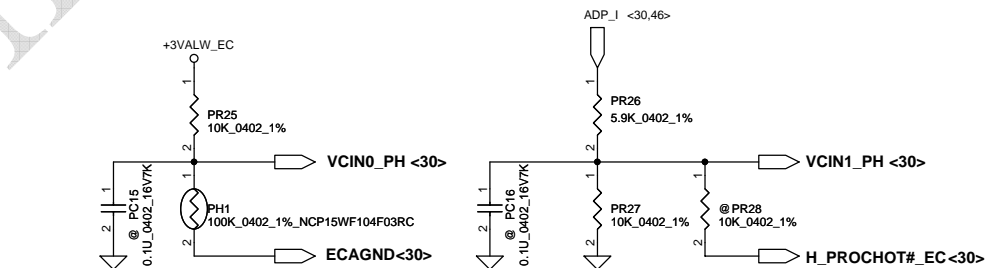 ADP_I <30,46>
+3VALW_EC
1
PR25
10K_0402_1%
2
VCIN0_PH <30>
1
2
@ PC15
0.1U_0402_16V7K
1
PH1
100K_0402_1%_NCP15WF104F03RC
2
ECAGND<30>
1
PR26
5.9K_0402_1%
2
VCIN1_PH <30>
1
2
@ PC16
0.1U_0402_16V7K
1
PR27
10K_0402_1%
2
1
@ PR28
10K_0402_1%
2
H_PROCHOT#_EC<30>